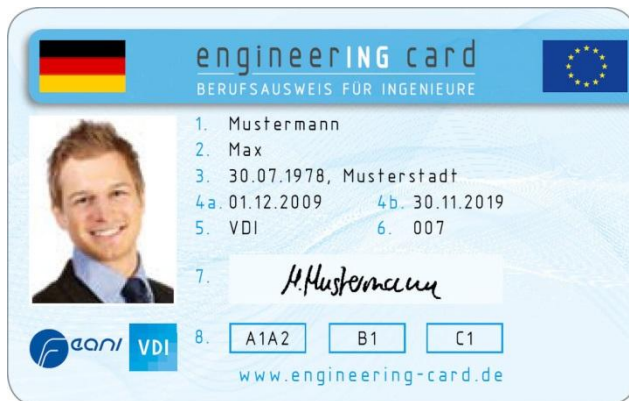 engineerING card
BERUFSAUSWEIS FÜR INGENIEURE
1. Mustermann
2. Max
3. 30.07.1978, Musterstadt
4a. 01.12.2009 4b. 30.11.2019
5. VDI 6. 007
7. M.Mustermann
8. A1A2 B1 C1
feani VDI
www.engineering-card.de